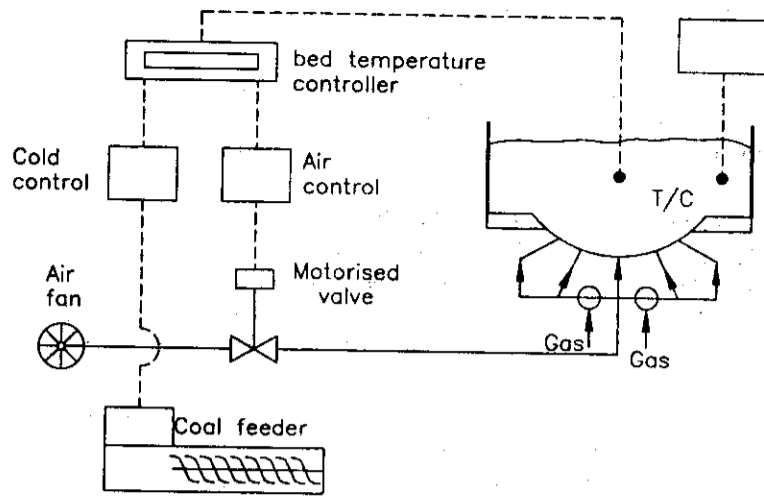 bed temperature
controller
Cold
control
Air
control
T/C
Air
fan
Motorised
valve
Gas
Gas
Coal feeder